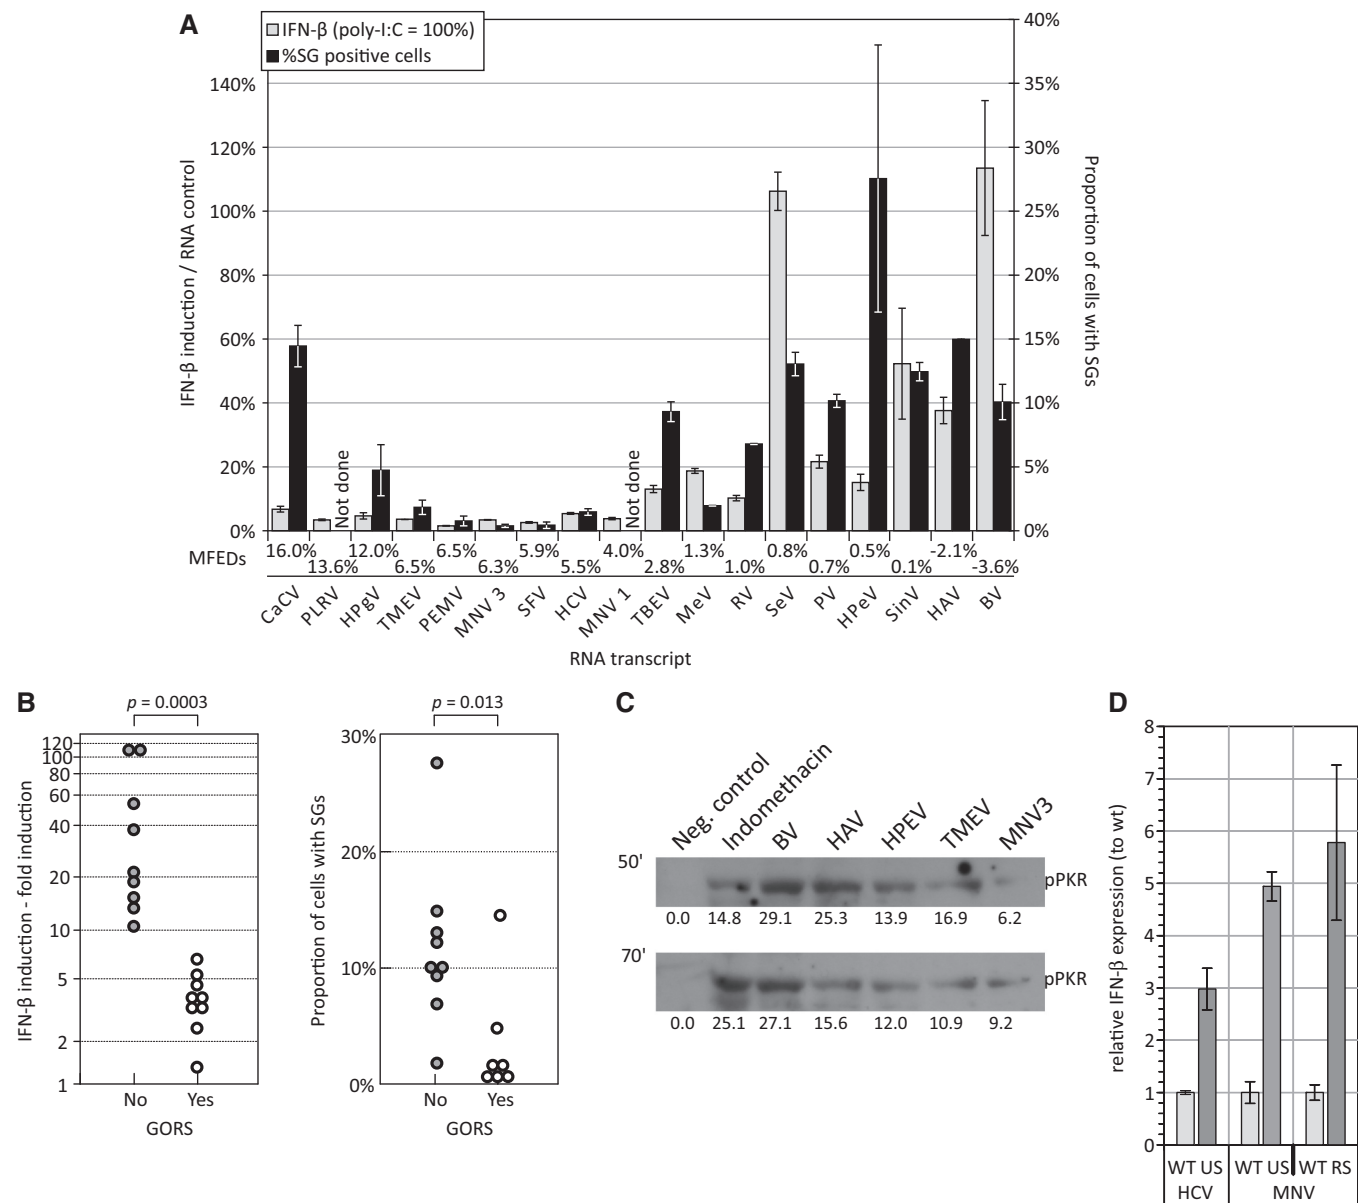 A
IFN-β (poly-I:C = 100%)
%SG positive cells
IFN-β induction / RNA control
140%
120%
100%
80%
60%
40%
20%
0%
40%
35%
30%
25%
20%
15%
10%
5%
0%
Proportion of cells with SGs
Not done
Not done
MFEDs
16.0% 12.0% 6.5% 5.9% 4.0% 1.3% 0.8% 0.5% -2.1%
13.6% 6.5% 6.3% 5.5% 2.8% 1.0% 0.7% 0.1% -3.6%
CaCV PLRV HPgV TMEV PEMV MNV 3 SFV HCV MNV 1 TBEV MeV RV SeV PV HPeV SinV HAV BV
RNA transcript
B
p = 0.0003
IFN-β induction - fold induction
120
100
80
60
40
20
10
5
2
1
No Yes
GORS
p = 0.013
Proportion of cells with SGs
30%
20%
10%
0%
No Yes
GORS
C
Neg. control Indomethacin BV HAV HPEV TMEV MNV3
50'
pPKR
0.0 14.8 29.1 25.3 13.9 16.9 6.2
70'
pPKR
0.0 25.1 27.1 15.6 12.0 10.9 9.2
D
relative IFN-β expression (to wt)
8
7
6
5
4
3
2
1
0
WT US WT US WT RS
HCV MNV